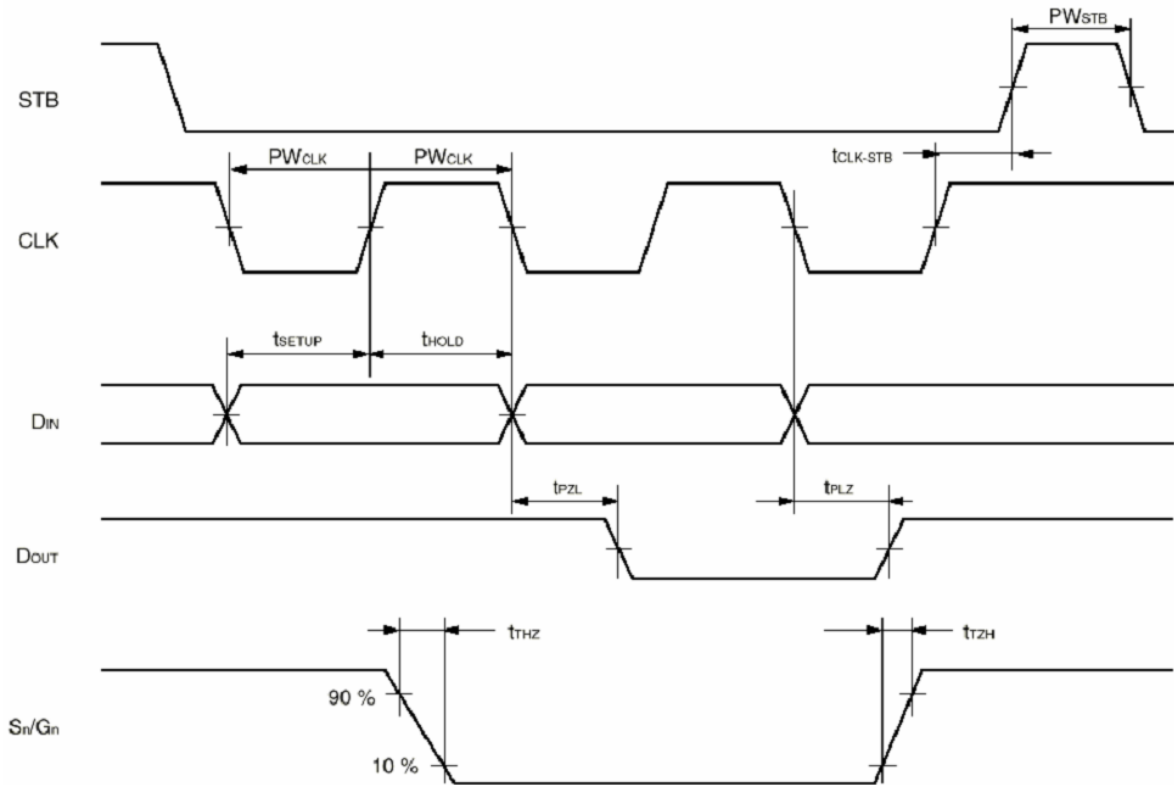 PWSTB
STB
tCLK-STB
PWCLK PWCLK
CLK
tSETUP tHOLD
DIN
tPZL tPLZ
DOUT
tTHZ tTZH
90 %
Sn/Gn
10 %